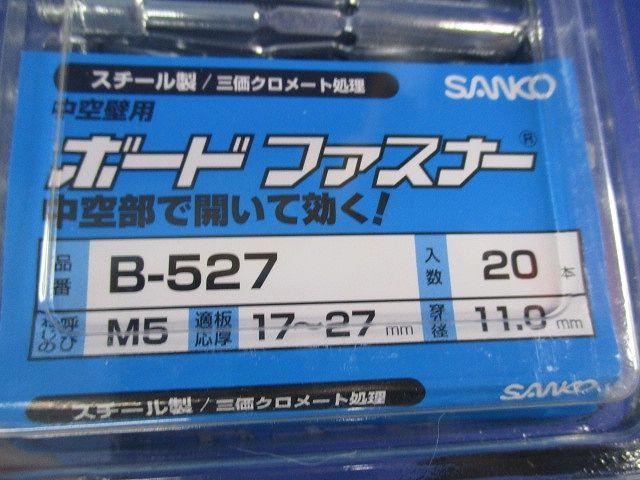 スチール製/三価クロメート処理 SANKO
中空壁用
ボードファスナー®
中空部で開いて効く!
品番 B-527 入数 20 本
ねじの呼び M5 適応板厚 17～27 mm 穿径 11.0 mm
SANKO
スチール製/三価クロメート処理